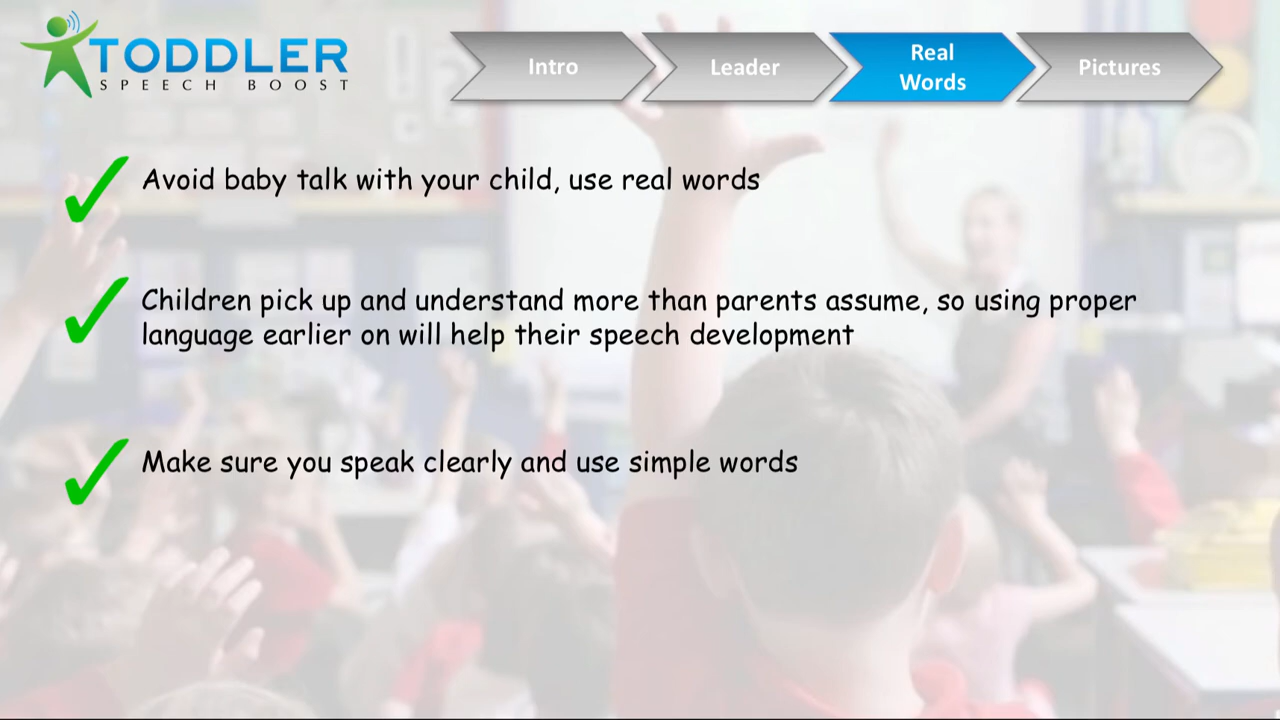 TODDLER
SPEECH BOOST
Intro
Leader
Real
Words
Pictures
Avoid baby talk with your child, use real words
Children pick up and understand more than parents assume, so using proper
language earlier on will help their speech development
Make sure you speak clearly and use simple words